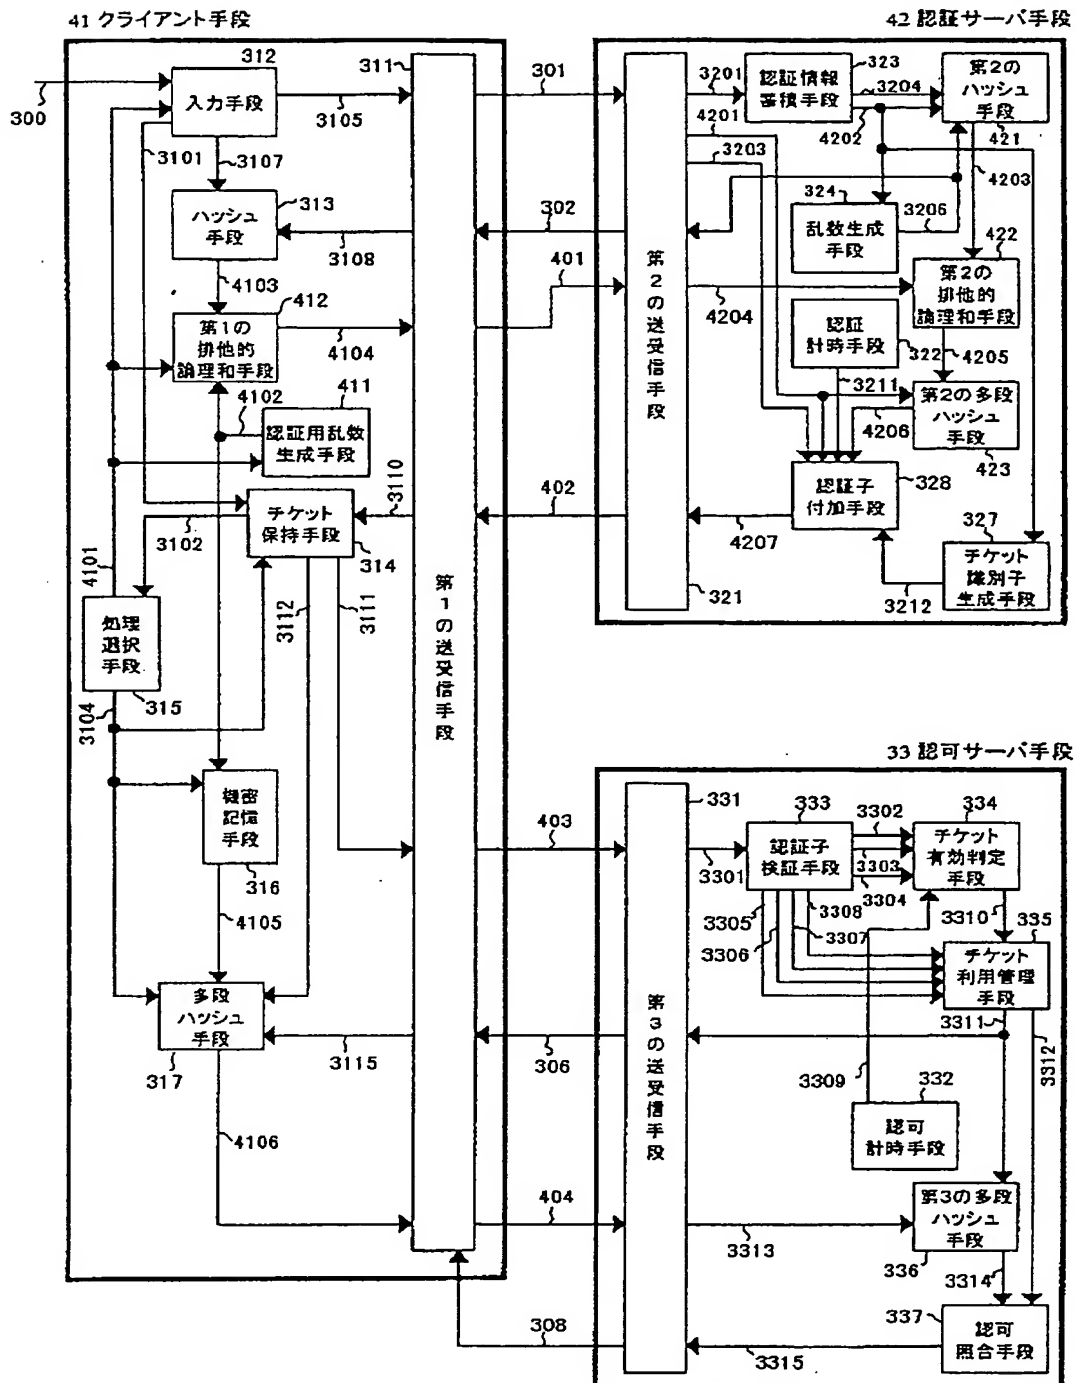 41 クライアント手段
42 認証サーバ手段
300
312
入力手段
3105
3101
3107
311
301
3201
4201
3203
認証情報
蓄積手段
323
3204
4202
第2の
ハッシュ
手段
421
4203
313
ハッシュ
手段
3108
302
324
乱数生成
手段
3206
4103
412
第1の
排他的
論理和手段
4104
401
4204
422
第2の
排他的
論理和手段
認証
計時手段
322
4205
4102
411
認証用乱数
生成手段
3211
4206
第2の多段
ハッシュ
手段
423
3110
チケット
保持手段
314
3102
4101
402
認証子
付加手段
328
4207
3212
327
チケット
識別子
生成手段
321
第2の送受信手段
処理
選択
手段
315
3104
3112
3111
第1の送受信手段
33 認可サーバ手段
機密
記憶
手段
316
4105
403
331
333
認証子
検証手段
3301
3302
3303
3304
334
チケット
有効判定
手段
3305
3306
3307
3308
3310
335
チケット
利用管理
手段
3311
3312
多段
ハッシュ
手段
317
3115
306
3309
332
認可
計時手段
第3の送受信手段
4106
404
3313
第3の多段
ハッシュ
手段
336
3314
308
3315
337
認可
照合手段